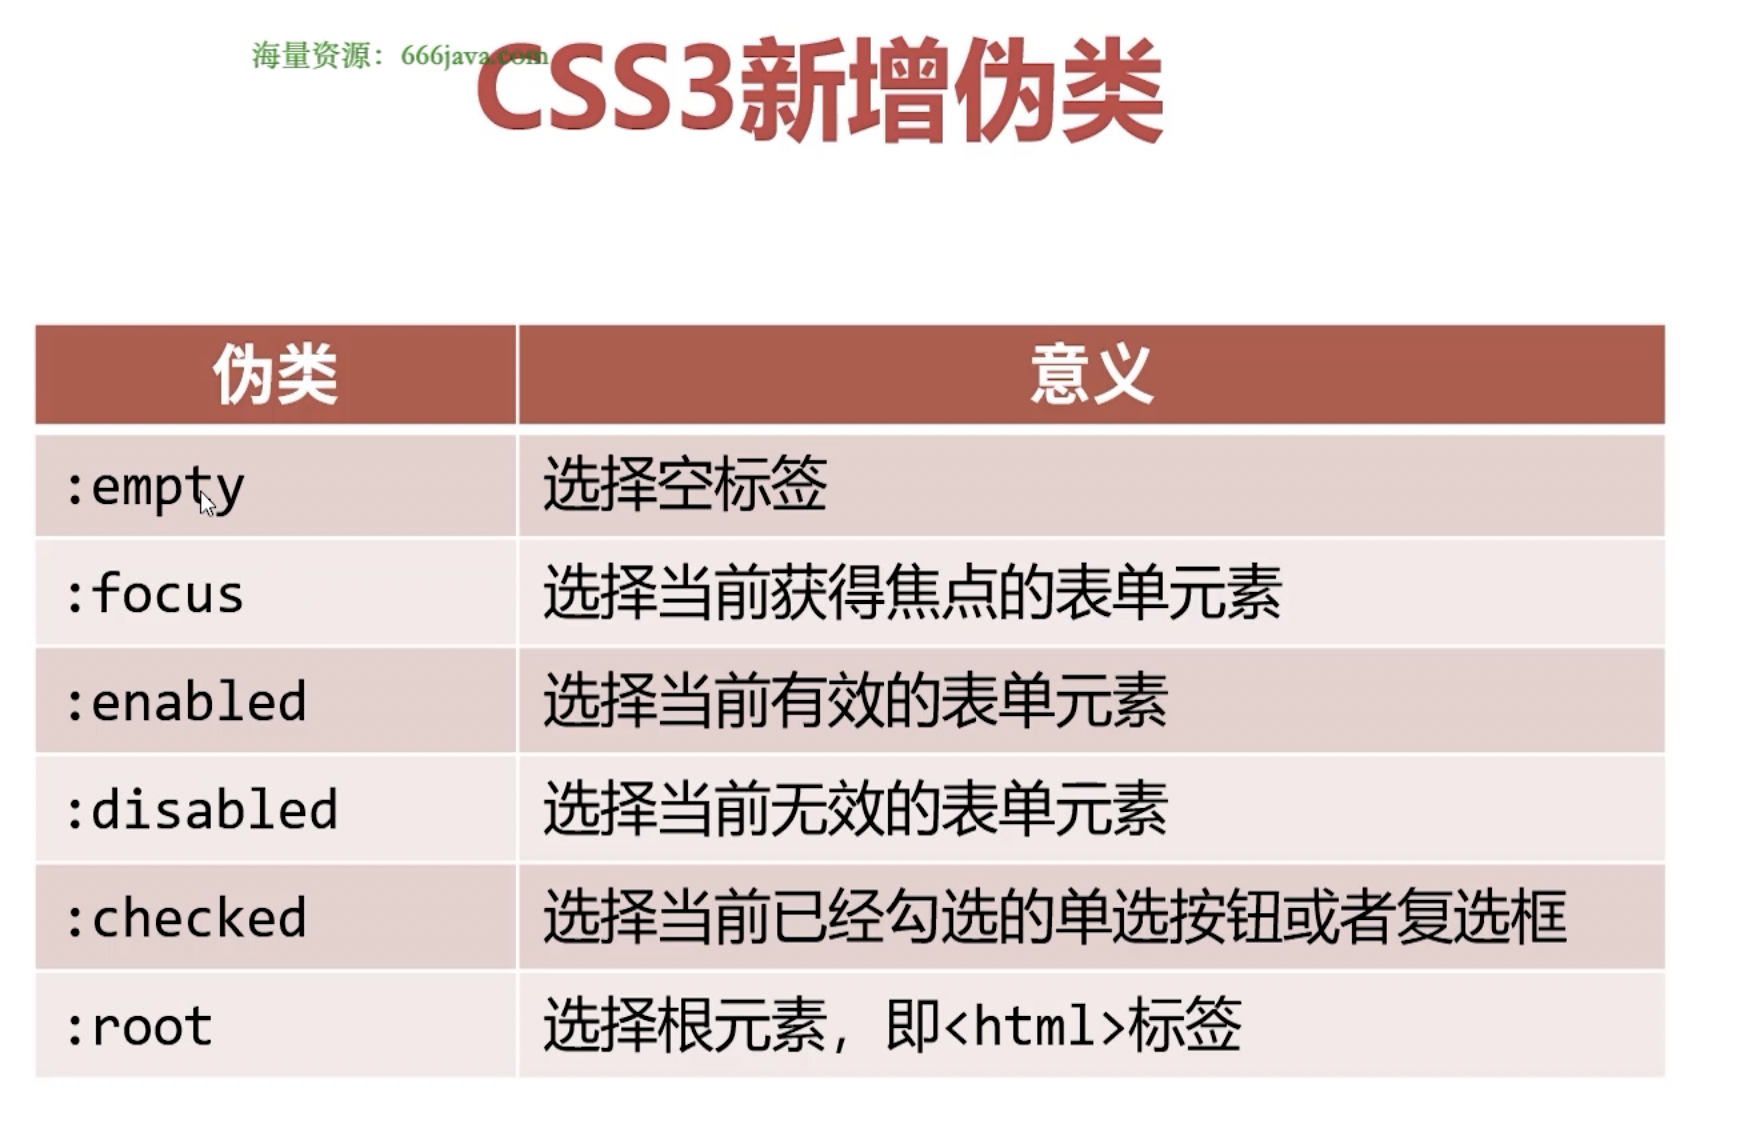 海量资源：666java.com
CSS3新增伪类
伪类 意义
:empty 选择空标签
:focus 选择当前获得焦点的表单元素
:enabled 选择当前有效的表单元素
:disabled 选择当前无效的表单元素
:checked 选择当前已经勾选的单选按钮或者复选框
:root 选择根元素，即<html>标签